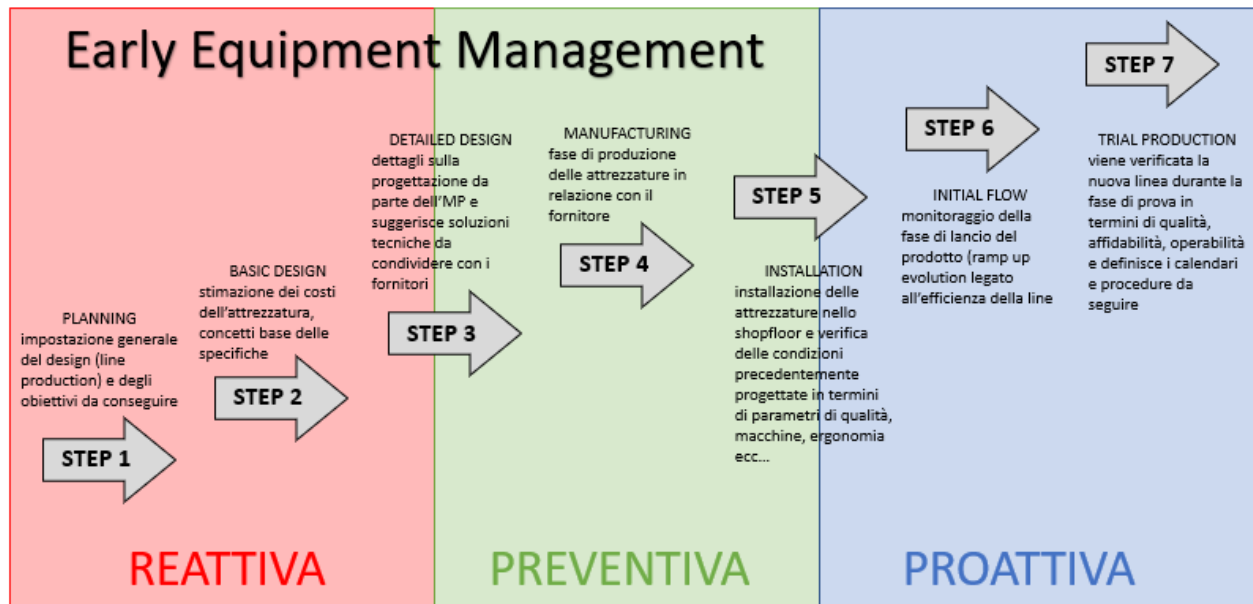 Early Equipment Management
PLANNING
impostazione generale
del design (line
production) e degli
obiettivi da conseguire
STEP 1
BASIC DESIGN
stimazione dei costi
dell'attrezzatura,
concetti base delle
specifiche
STEP 2
DETAILED DESIGN
dettagli sulla
progettazione da
parte dell'MP e
suggerisce soluzioni
tecniche da
condividere con i
fornitori
STEP 3
MANUFACTURING
fase di produzione
delle attrezzature in
relazione con il
fornitore
STEP 4
STEP 5
INSTALLATION
installazione delle
attrezzature nello
shopfloor e verifica
delle condizioni
precedentemente
progettate in termini
di parametri di qualità,
macchine, ergonomia
ecc...
STEP 6
INITIAL FLOW
monitoraggio della
fase di lancio del
prodotto (ramp up
evolution legato
all'efficienza della line
STEP 7
TRIAL PRODUCTION
viene verificata la
nuova linea durante la
fase di prova in
termini di qualità,
affidabilità, operabilità
e definisce i calendari
e procedure da
seguire
REATTIVA
PREVENTIVA
PROATTIVA